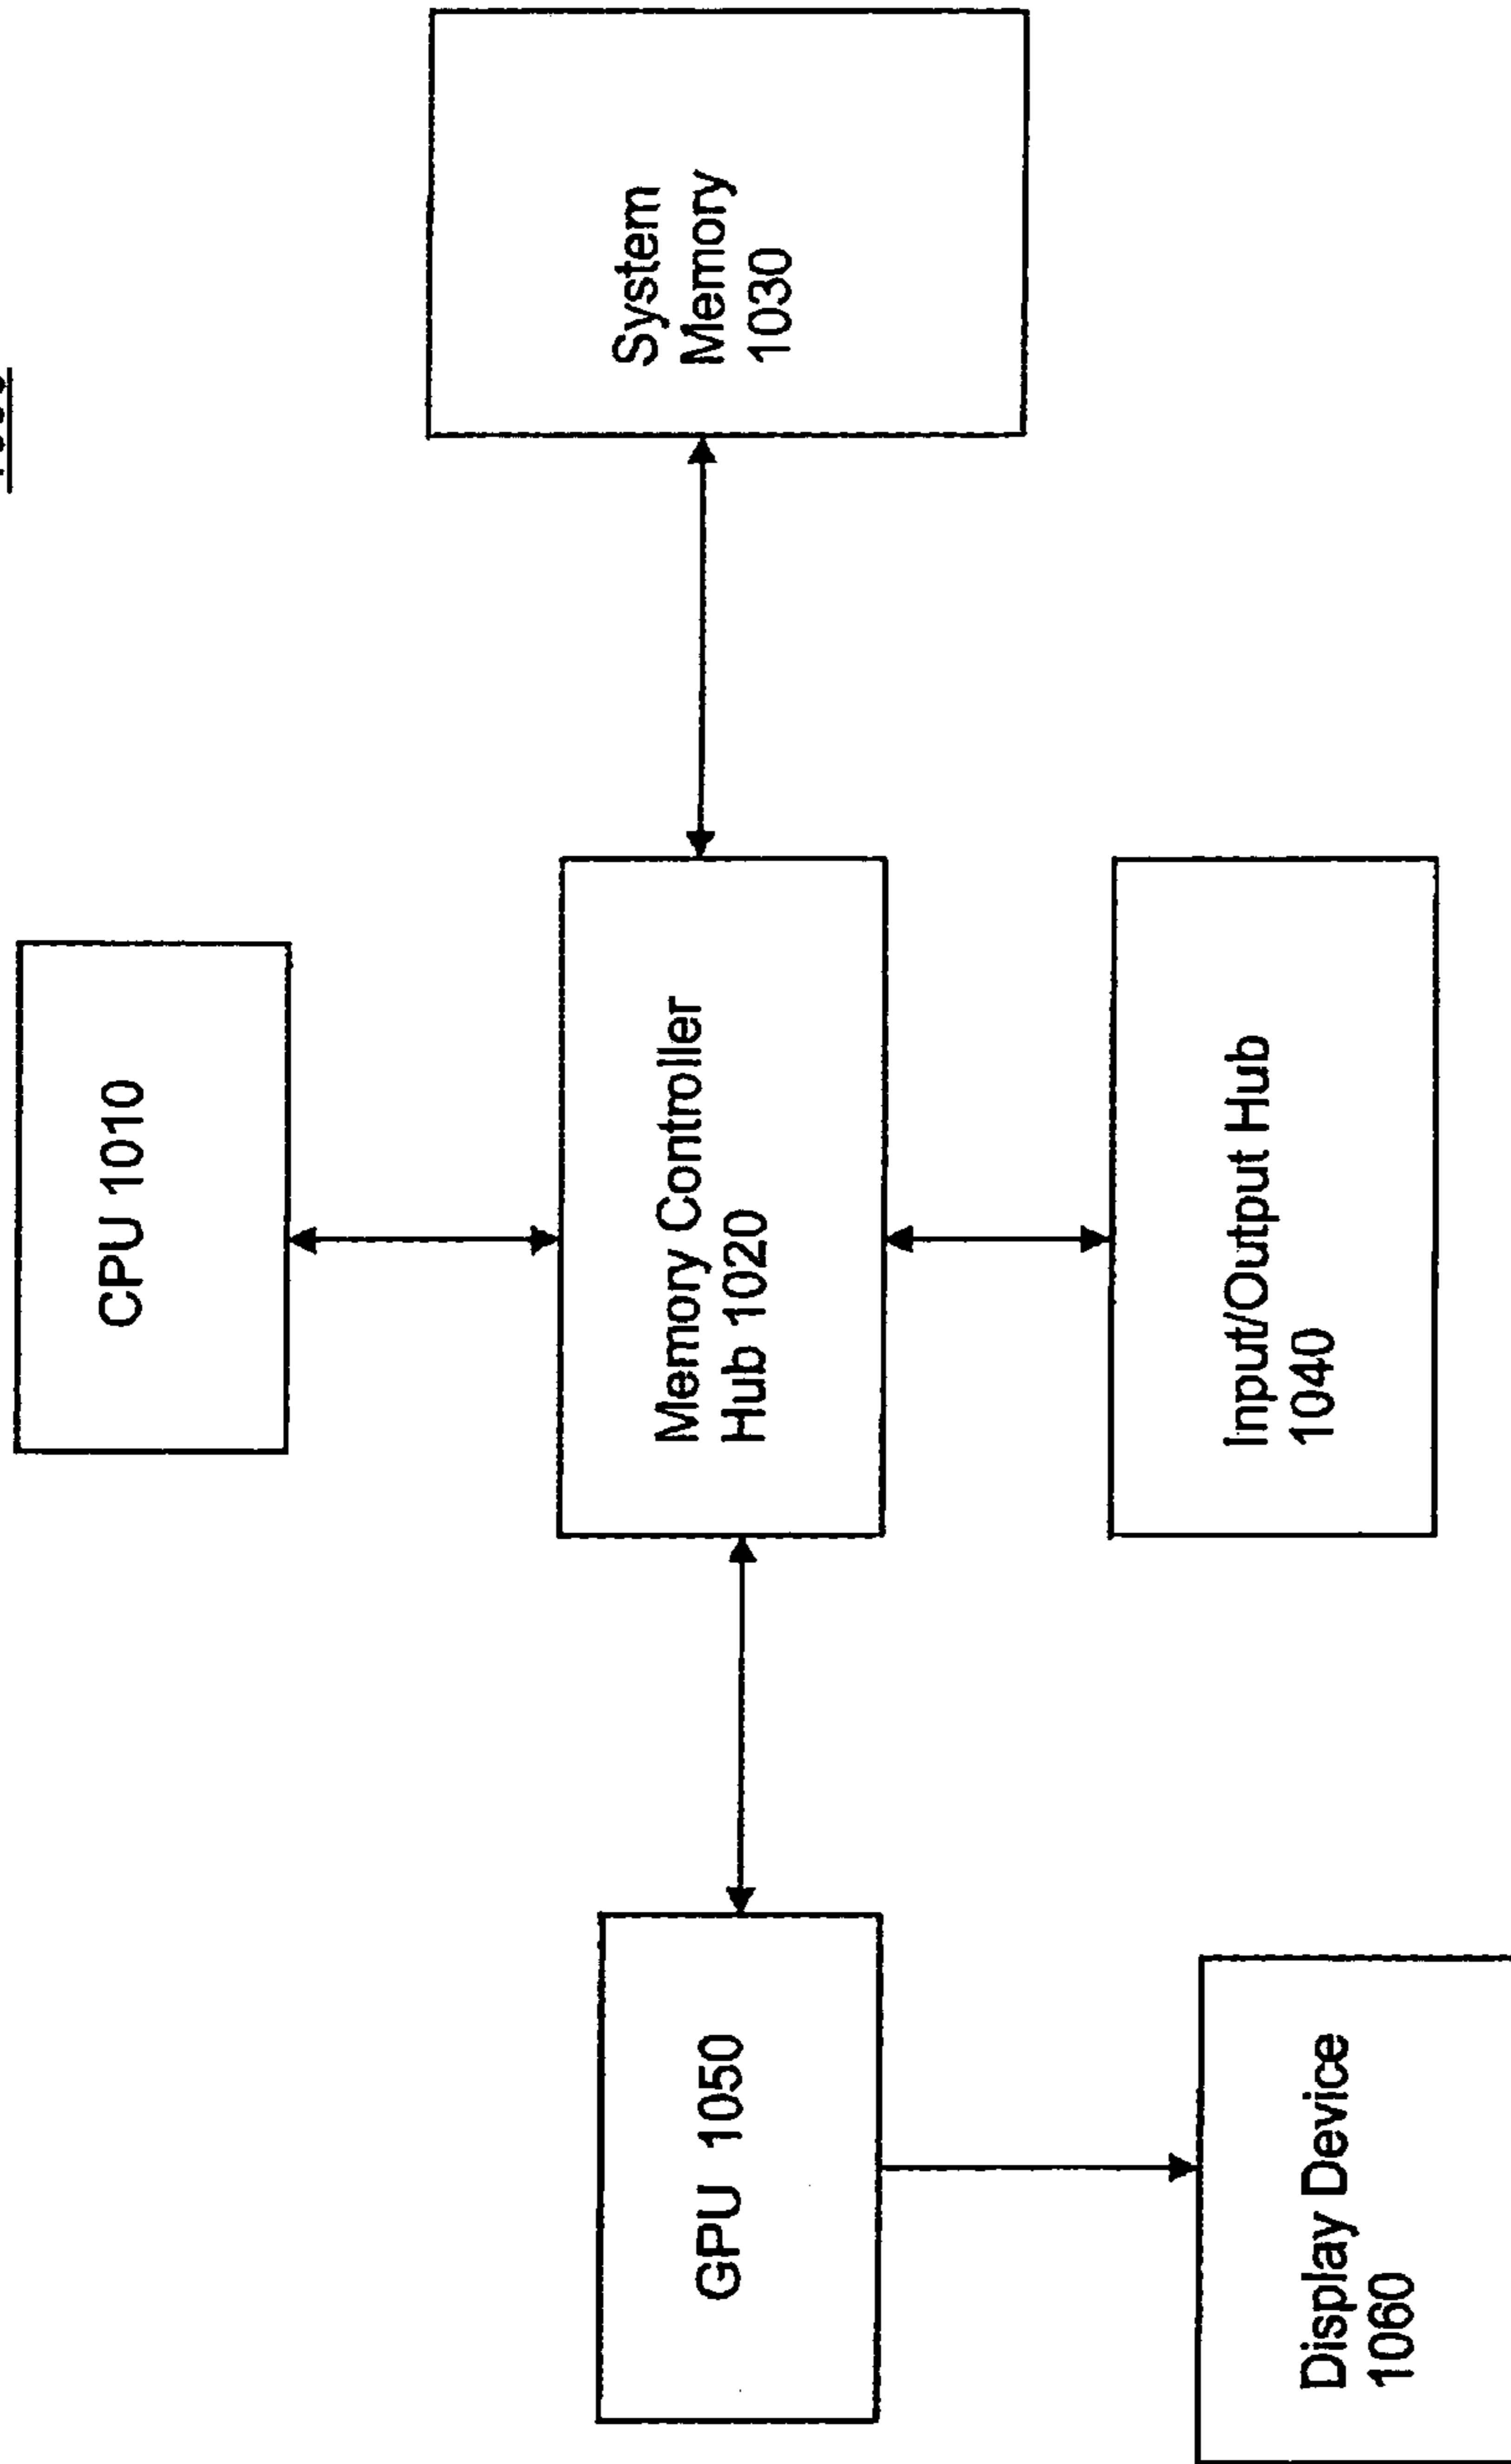 CPU 1010
GPU 1050
Memory Controller
Hub 1020
System
Memory
1030
Display Device
1060
Input/Output Hub
1040